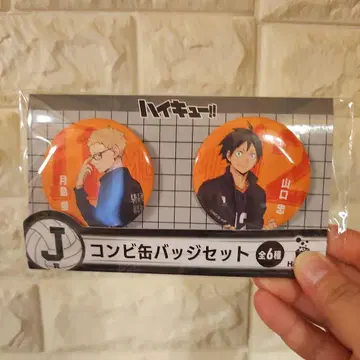 ハイキュー!!
月島 蛍
山口 忠
J
コンビ缶バッジセット
全6種